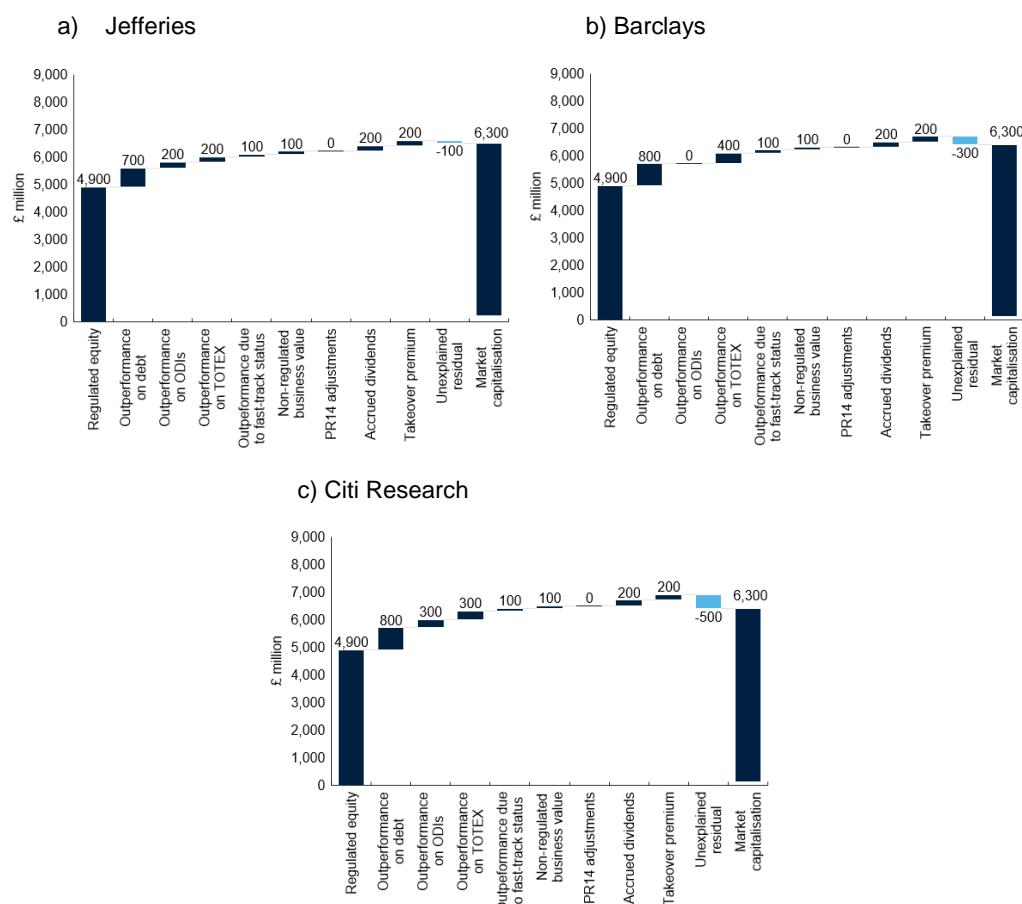 a) Jefferies
9,000
8,000
7,000
6,000
5,000
4,000
3,000
2,000
1,000
0
£ million
4,900
700
200
200
100
100
0
200
200
-100
6,300
Regulated equity
Outperformance
on debt
Outperformance
on ODIs
Outperformance
on TOTEX
Outpeformance due
to fast-track status
Non-regulated
business value
PR14 adjustments
Accrued dividends
Takeover premium
Unexplained
residual
Market
capitalisation
b) Barclays
9,000
8,000
7,000
6,000
5,000
4,000
3,000
2,000
1,000
0
£ million
4,900
800
0
400
100
100
0
200
200
-300
6,300
Regulated equity
Outperformance
on debt
Outperformance
on ODIs
Outperformance
on TOTEX
Outpeformance due
to fast-track status
Non-regulated
business value
PR14 adjustments
Accrued dividends
Takeover premium
Unexplained
residual
Market
capitalisation
c) Citi Research
9,000
8,000
7,000
6,000
5,000
4,000
3,000
2,000
1,000
0
£ million
4,900
800
300
300
100
100
0
200
200
-500
6,300
Regulated equity
Outperformance
on debt
Outperformance
on ODIs
Outperformance
on TOTEX
Outpeformance due
to fast-track status
Non-regulated
business value
PR14 adjustments
Accrued dividends
Takeover premium
Unexplained
residual
Market
capitalisation